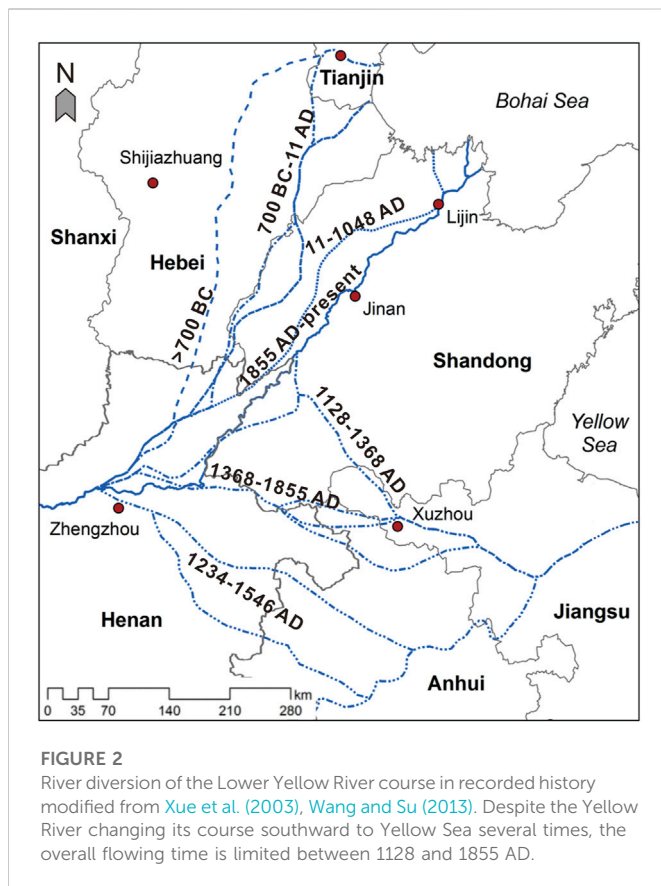 N
Tianjin
Bohai Sea
Shijiazhuang
700 BC-11 AD
Lijin
11-1048 AD
Shanxi
Hebei
>700 BC
Jinan
1855 AD-present
Shandong
1128-1368 AD
Yellow
Sea
1368-1855 AD
Xuzhou
Zhengzhou
1234-1546 AD
Jiangsu
Henan
Anhui
km
0 35 70 140 210 280
FIGURE 2
River diversion of the Lower Yellow River course in recorded history
modified from Xue et al. (2003), Wang and Su (2013). Despite the Yellow
River changing its course southward to Yellow Sea several times, the
overall flowing time is limited between 1128 and 1855 AD.